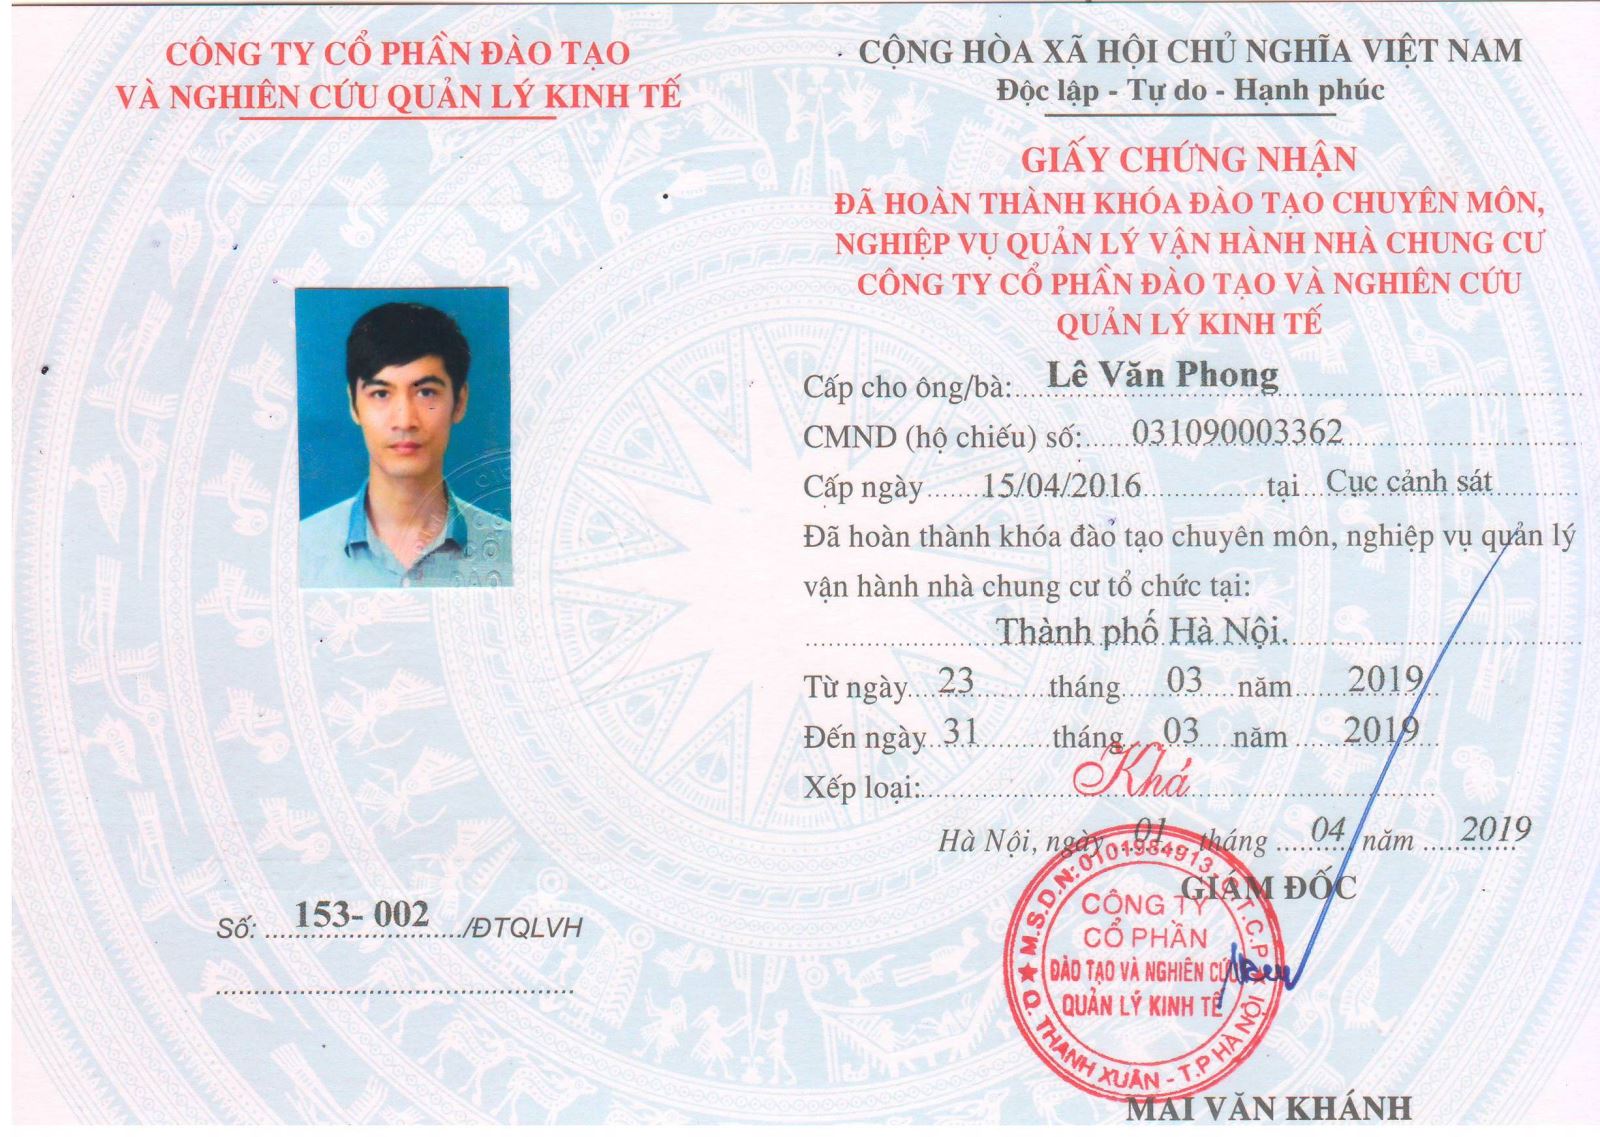 CÔNG TY CỔ PHẦN ĐÀO TẠO
VÀ NGHIÊN CỨU QUẢN LÝ KINH TẾ
Số: 153- 002 /ĐTQLVH
CỘNG HÒA XÃ HỘI CHỦ NGHĨA VIỆT NAM
Độc lập - Tự do - Hạnh phúc
GIẤY CHỨNG NHẬN
ĐÃ HOÀN THÀNH KHÓA ĐÀO TẠO CHUYÊN MÔN,
NGHIỆP VỤ QUẢN LÝ VẬN HÀNH NHÀ CHUNG CƯ
CÔNG TY CỔ PHẦN ĐÀO TẠO VÀ NGHIÊN CỨU
QUẢN LÝ KINH TẾ
Cấp cho ông/bà: Lê Văn Phong
CMND (hộ chiếu) số: 031090003362
Cấp ngày 15/04/2016 tại Cục cảnh sát
Đã hoàn thành khóa đào tạo chuyên môn, nghiệp vụ quản lý
vận hành nhà chung cư tổ chức tại:
Thành phố Hà Nội.
Từ ngày 23 tháng 03 năm 2019
Đến ngày 31 tháng 03 năm 2019
Xếp loại: Khá
Hà Nội, ngày 01 tháng 04 năm 2019
GIÁM ĐỐC
M.S.D.N: 0101984913 - C.T.C.P
CÔNG TY
CỔ PHẦN
ĐÀO TẠO VÀ NGHIÊN CỨU
QUẢN LÝ KINH TẾ
Q. THANH XUÂN - T.P HÀ NỘI
MAI VĂN KHÁNH